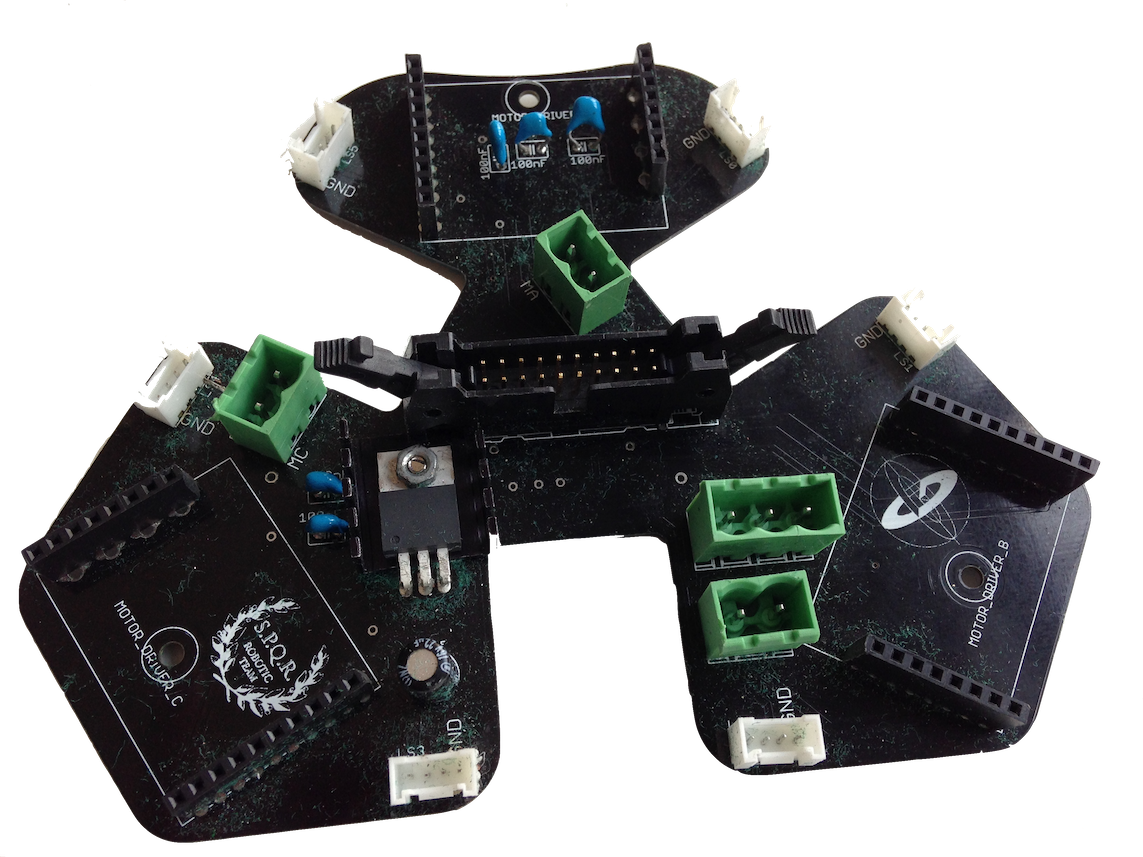 MOTOR_DRIVER
100nF
100nF
100nF
LS5
GND
GND
LS0
MA
GND
LS1
GND
MC
MOTOR_DRIVER_B
MOTOR_DRIVER_C
S.P.Q.R
ROBOTIC
TEAM
LS3
GND
GND